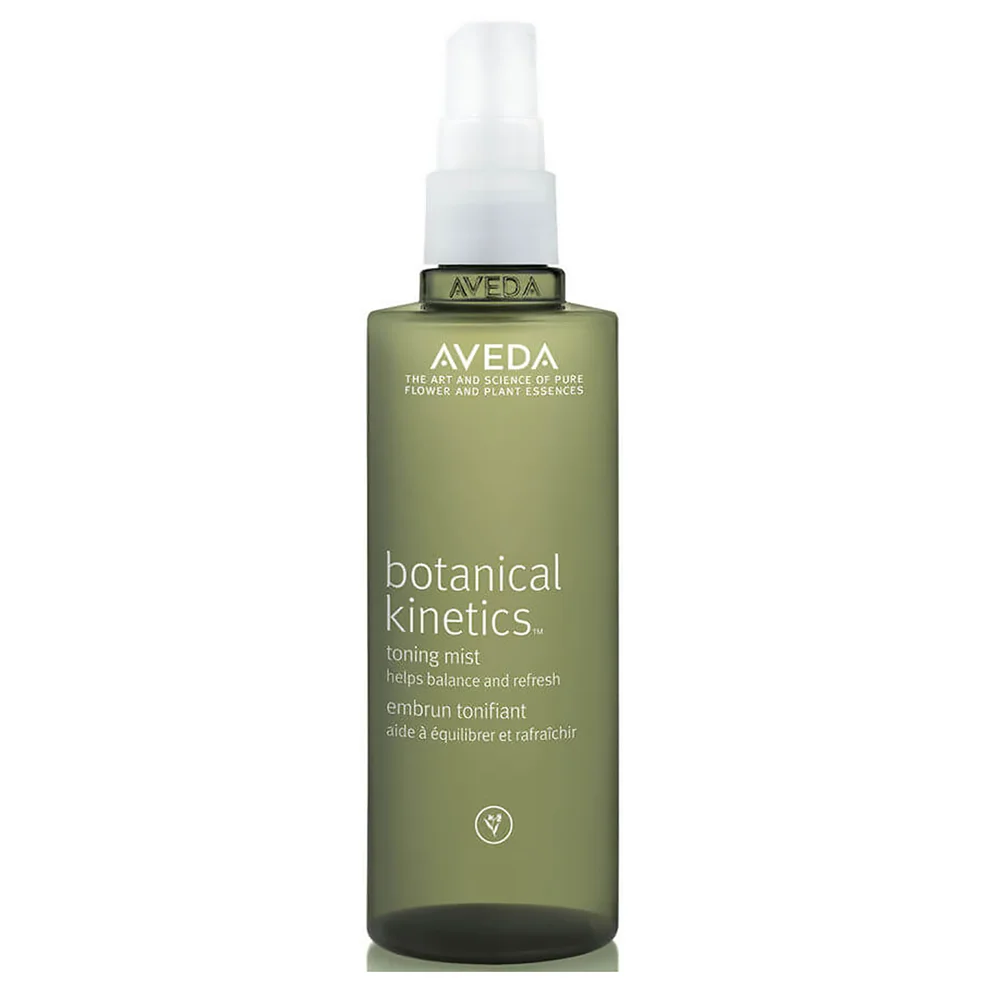 AVEDA
AVEDA
THE ART AND SCIENCE OF PURE
FLOWER AND PLANT ESSENCES
botanical
kinetics™
toning mist
helps balance and refresh
embrun tonifiant
aide à équilibrer et rafraîchir